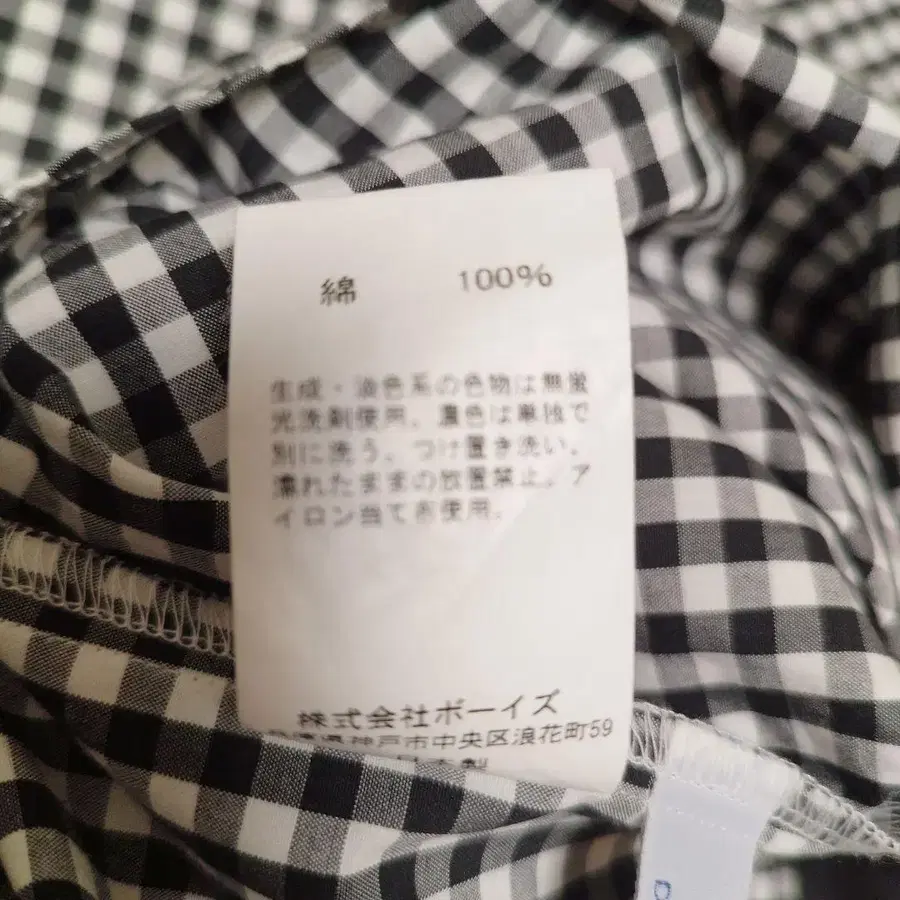 綿 100%
生成・淡色系の色物は無蛍
光洗剤使用。濃色は単独で
別に洗う。つけ置き洗い、
濡れたままの放置禁止。ア
イロン当て布使用。
株式会社ボーイズ
兵庫県神戸市中央区浪花町59